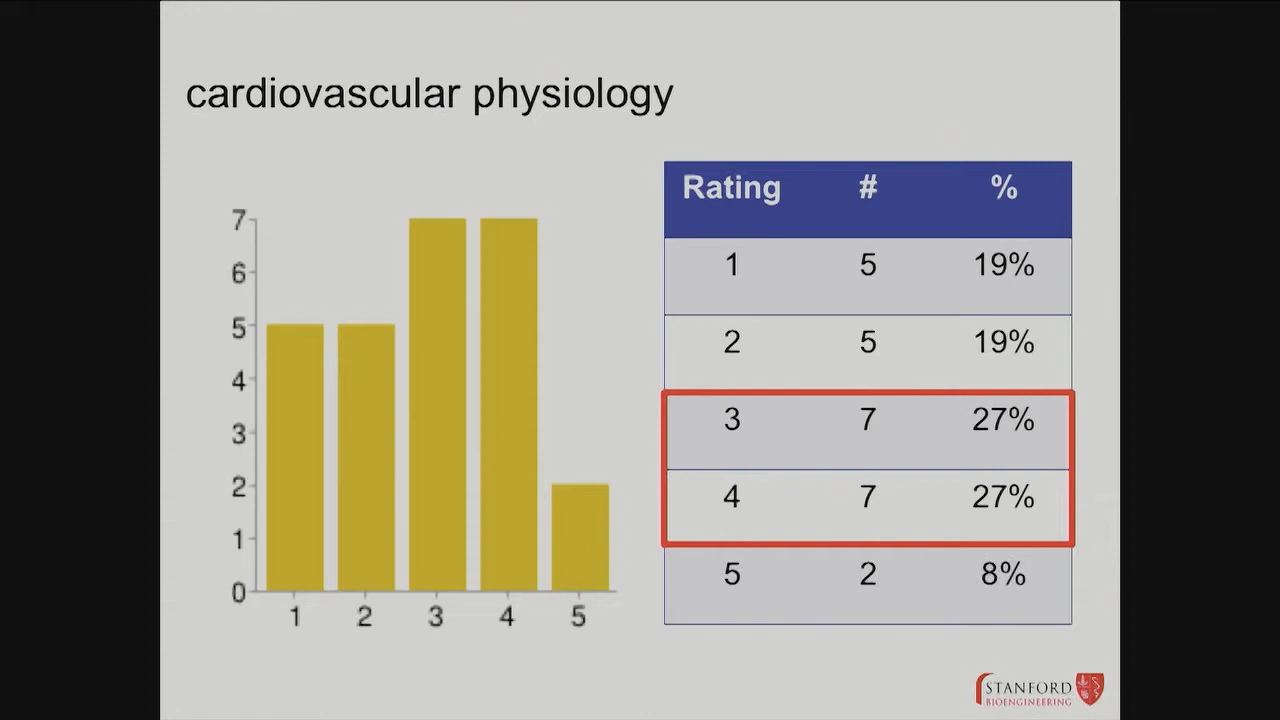 cardiovascular physiology
7
6
5
4
3
2
1
0
1 2 3 4 5
Rating # %
1 5 19%
2 5 19%
3 7 27%
4 7 27%
5 2 8%
STANFORD
BIOENGINEERING